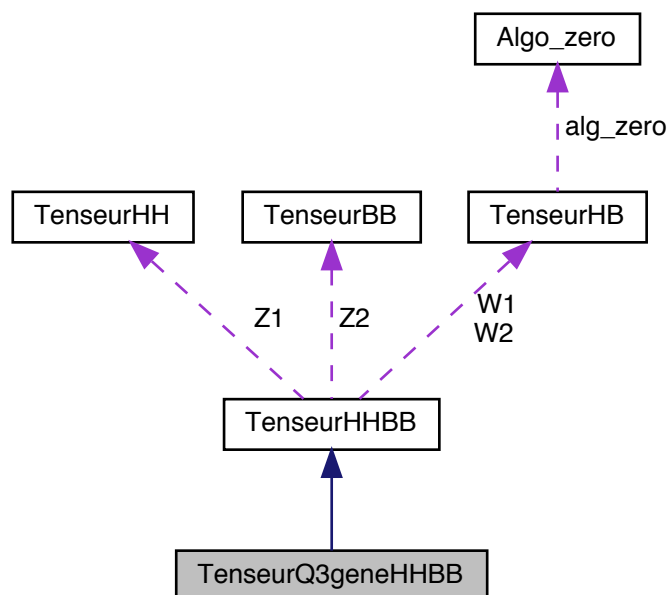 Algo_zero
alg_zero
TenseurHH
TenseurBB
TenseurHB
Z1
Z2
W1
W2
TenseurHHBB
TenseurQ3geneHHBB